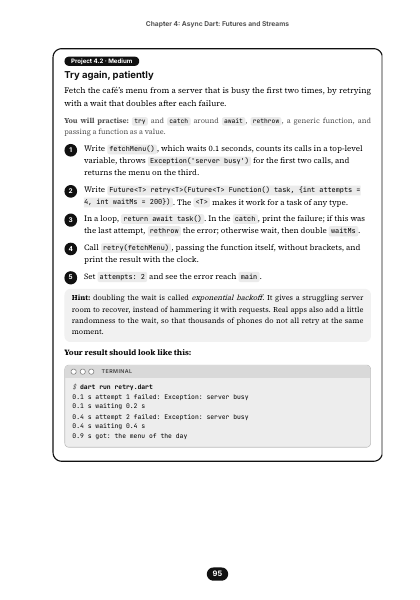 Chapter 4: Async Dart: Futures and Streams
Project 4.2 · Medium
Try again, patiently
Fetch the café's menu from a server that is busy the first two times, by retrying
with a wait that doubles after each failure.
You will practise: try and catch around await, rethrow, a generic function, and
passing a function as a value.
1 Write fetchMenu(), which waits 0.1 seconds, counts its calls in a top-level
variable, throws Exception('server busy') for the first two calls, and
returns the menu on the third.
2 Write Future<T> retry<T>(Future<T> Function() task, {int attempts =
4, int waitMs = 200}). The <T> makes it work for a task of any type.
3 In a loop, return await task(). In the catch, print the failure; if this was
the last attempt, rethrow the error; otherwise wait, then double waitMs.
4 Call retry(fetchMenu), passing the function itself, without brackets, and
print the result with the clock.
5 Set attempts: 2 and see the error reach main.
Hint: doubling the wait is called exponential backoff. It gives a struggling server
room to recover, instead of hammering it with requests. Real apps also add a little
randomness to the wait, so that thousands of phones do not all retry at the same
moment.
Your result should look like this:
TERMINAL
$ dart run retry.dart
0.1 s attempt 1 failed: Exception: server busy
0.1 s waiting 0.2 s
0.4 s attempt 2 failed: Exception: server busy
0.4 s waiting 0.4 s
0.9 s got: the menu of the day
95